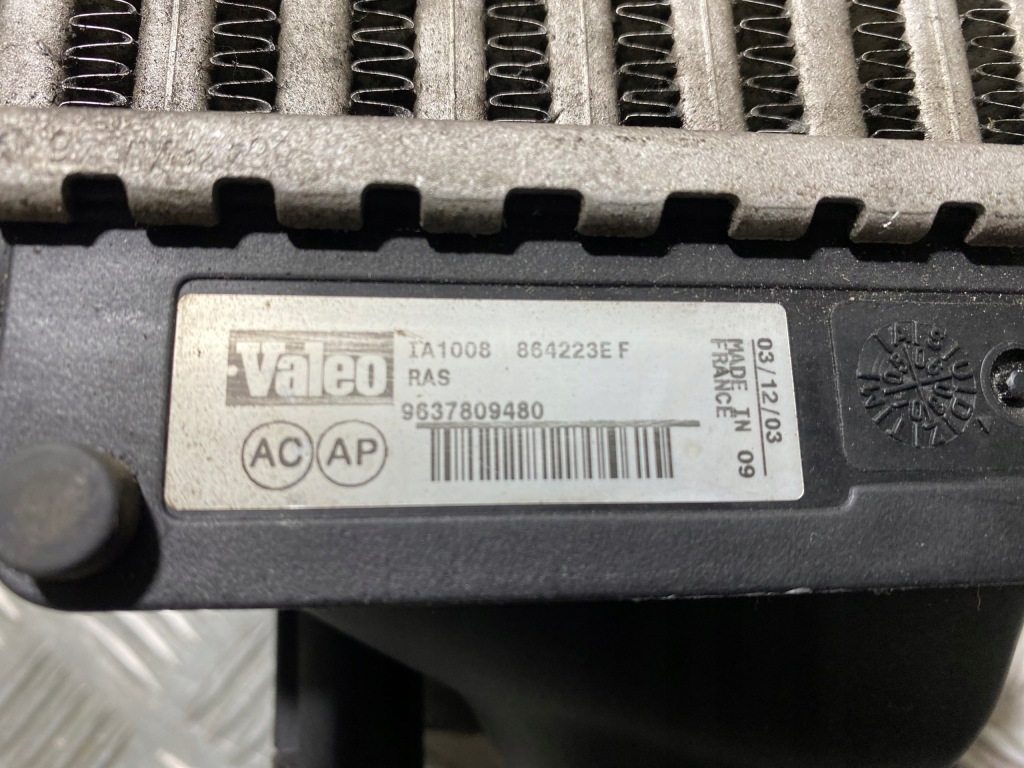 Valeo
IA1008 864223E F
RAS
9637809480
AC AP
03/12/03
MADE IN 09
FRANCE